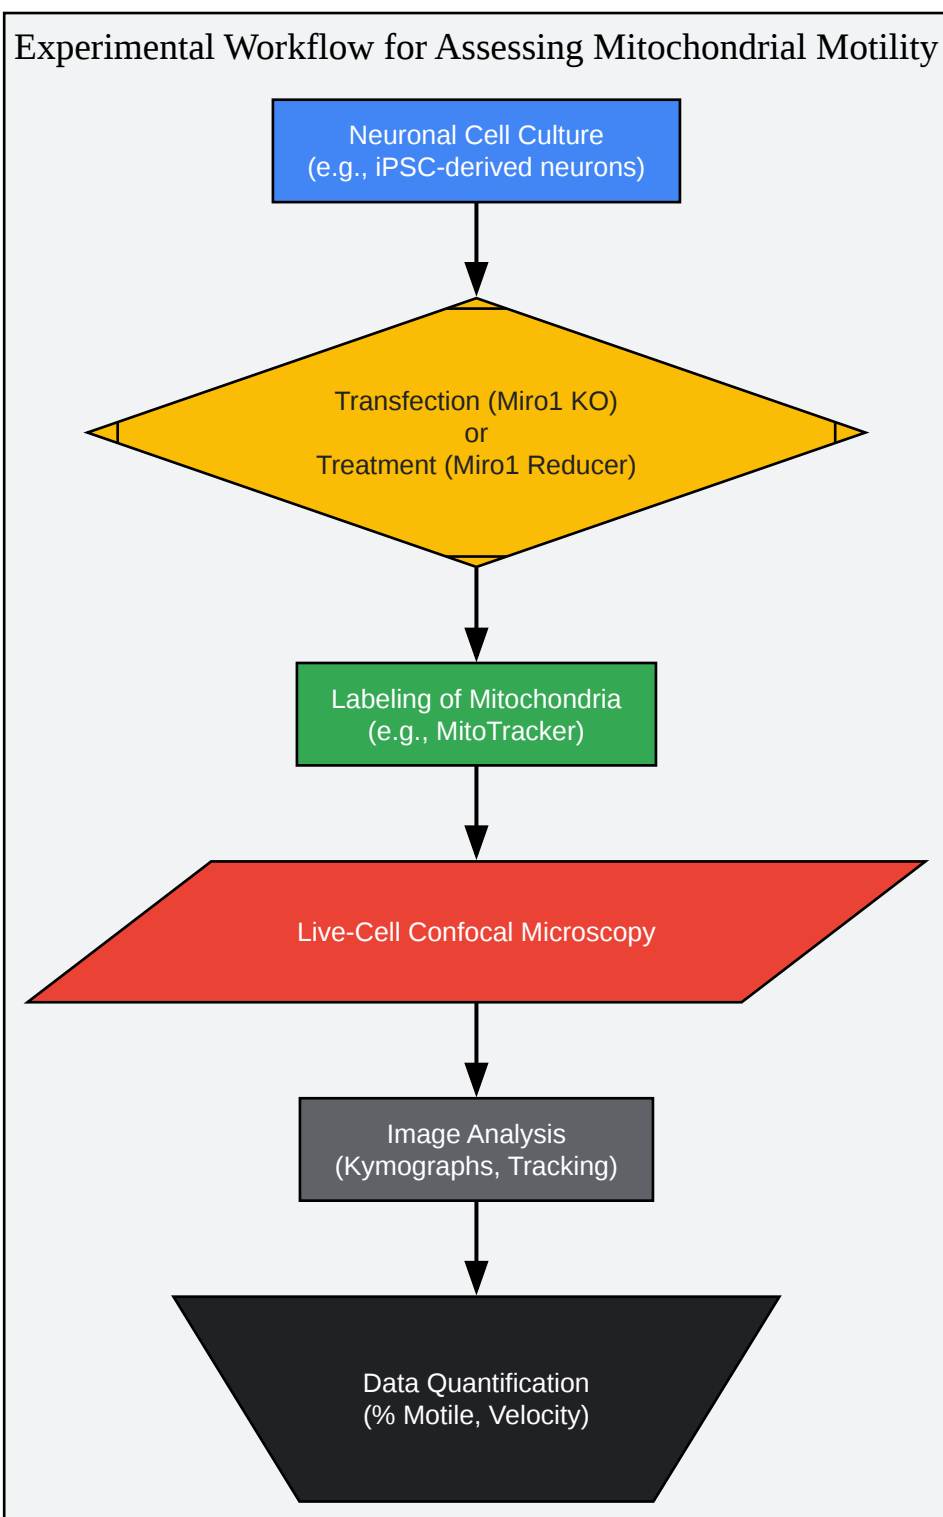 Experimental Workflow for Assessing Mitochondrial Motility
Neuronal Cell Culture
(e.g., iPSC-derived neurons)
Transfection (Miro1 KO)
or
Treatment (Miro1 Reducer)
Labeling of Mitochondria
(e.g., MitoTracker)
Live-Cell Confocal Microscopy
Image Analysis
(Kymographs, Tracking)
Data Quantification
(% Motile, Velocity)